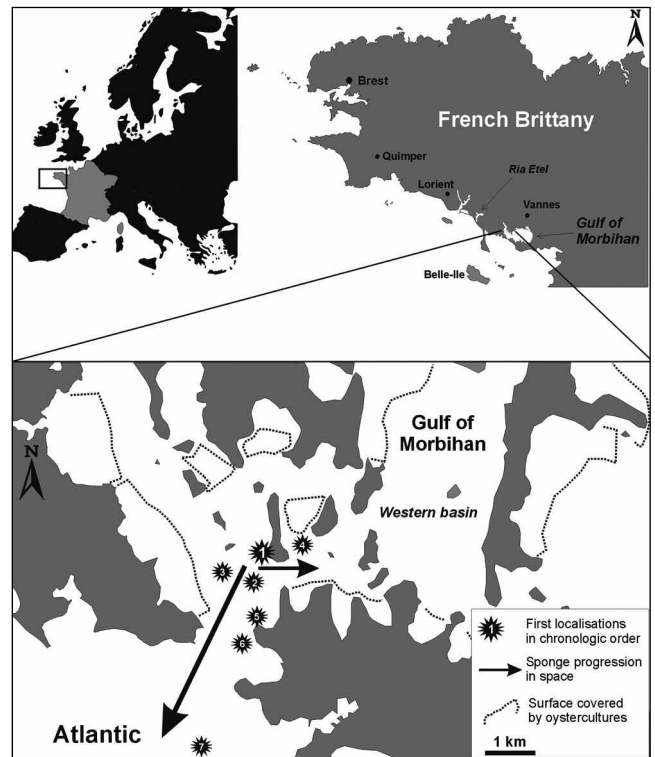 N
Brest
French Brittany
Quimper
Ria Etel
Lorient
Vannes
Gulf of
Morbihan
Belle-Ile
Gulf of
Morbihan
N
Western basin
1
4
3
2
5
6
7
Atlantic
First localisations
in chronologic order
Sponge progression
in space
Surface covered
by oystercultures
1 km